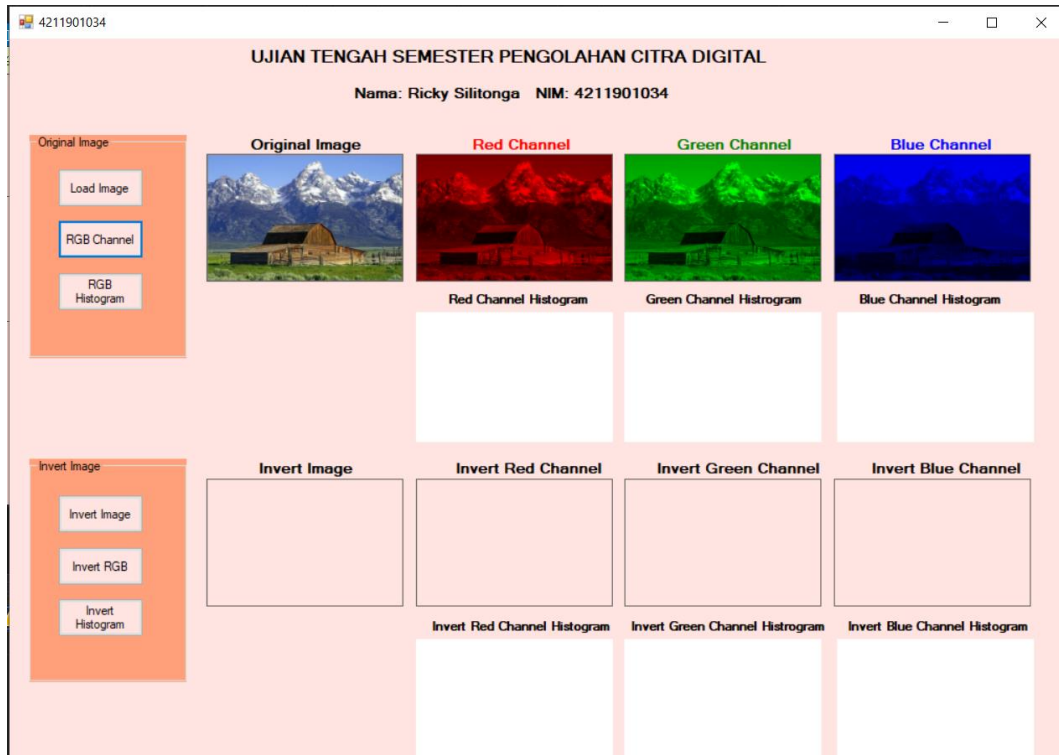 4211901034
UJIAN TENGAH SEMESTER PENGOLAHAN CITRA DIGITAL
Nama: Ricky Silitonga NIM: 4211901034
Original Image
Load Image
RGB Channel
RGB
Histogram
Original Image
Red Channel
Green Channel
Blue Channel
Red Channel Histogram
Green Channel Histrogram
Blue Channel Histogram
Invert Image
Invert Image
Invert RGB
Invert
Histogram
Invert Image
Invert Red Channel
Invert Green Channel
Invert Blue Channel
Invert Red Channel Histogram
Invert Green Channel Histrogram
Invert Blue Channel Histogram